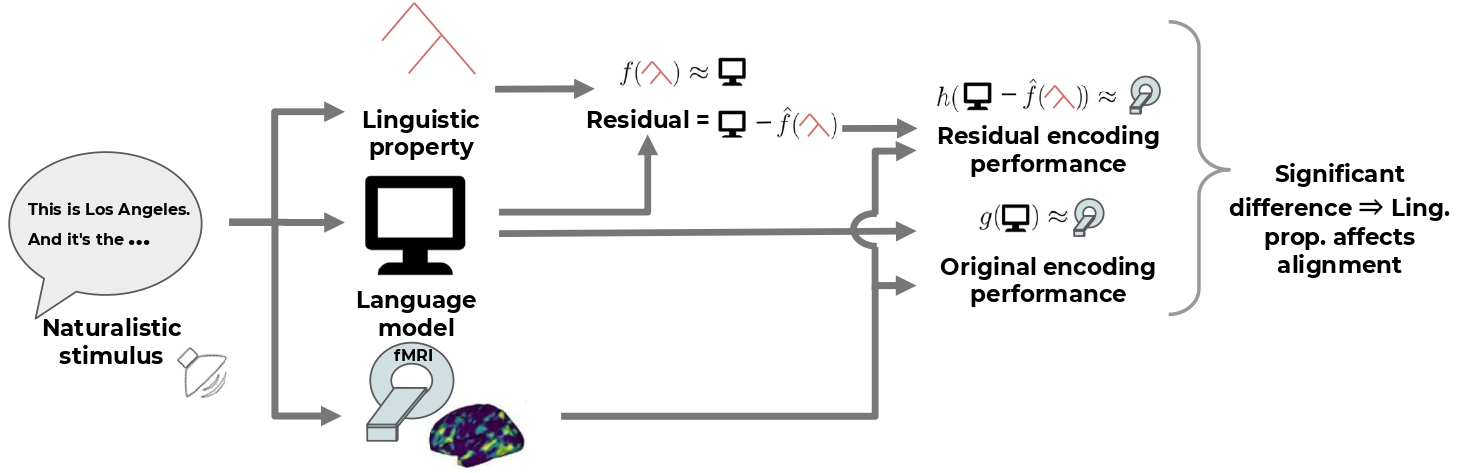 This is Los Angeles.
And it's the ...
Naturalistic
stimulus
Linguistic
property
Language
model
fMRI
f( ) ≈
Residual = − f̂( )
h( − f̂( )) ≈
Residual encoding
performance
g( ) ≈
Original encoding
performance
Significant
difference ⇒ Ling.
prop. affects
alignment